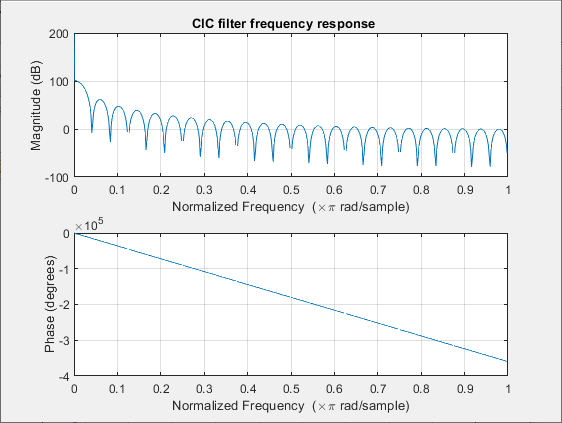 CIC filter frequency response
200
100
0
-100
Magnitude (dB)
0 0.1 0.2 0.3 0.4 0.5 0.6 0.7 0.8 0.9 1
Normalized Frequency (×π rad/sample)
×10⁵
0
-1
-2
-3
-4
Phase (degrees)
0 0.1 0.2 0.3 0.4 0.5 0.6 0.7 0.8 0.9 1
Normalized Frequency (×π rad/sample)